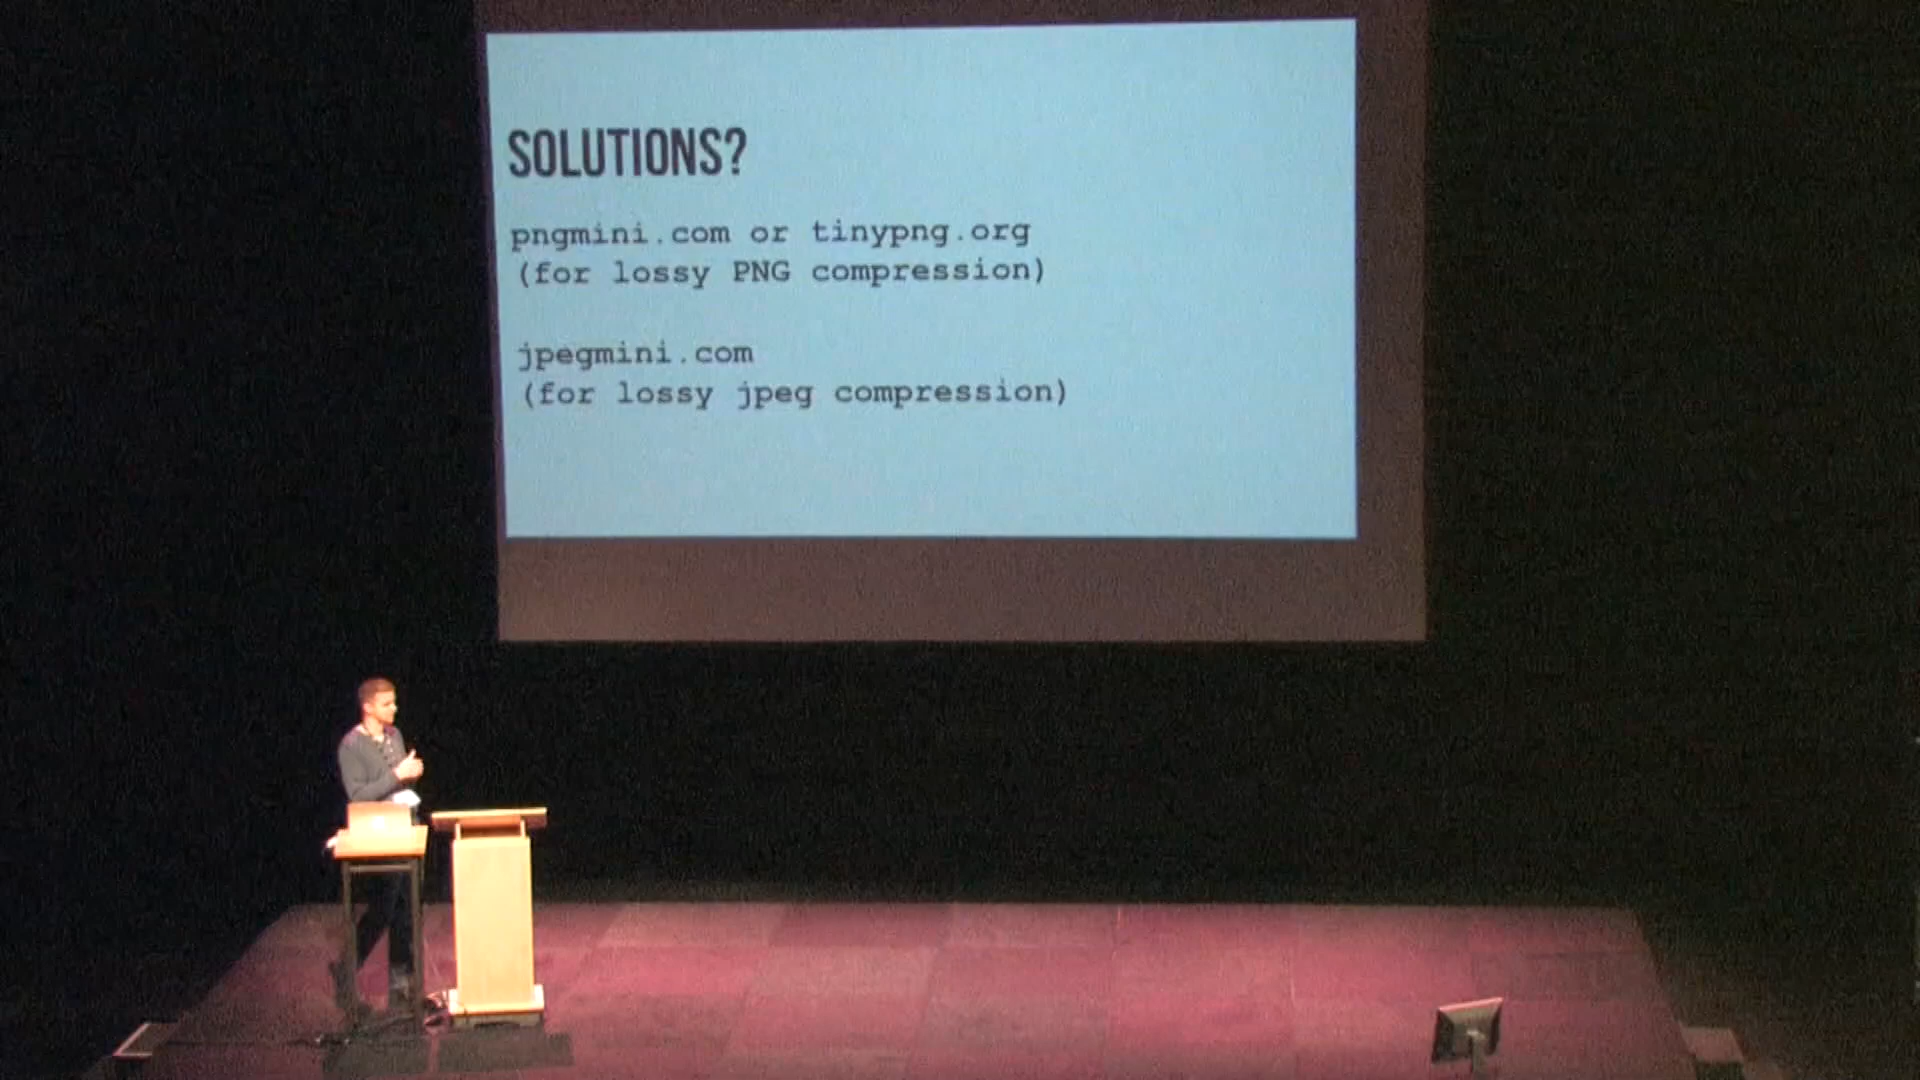 SOLUTIONS?
pngmini.com or tinypng.org
(for lossy PNG compression)
jpegmini.com
(for lossy jpeg compression)